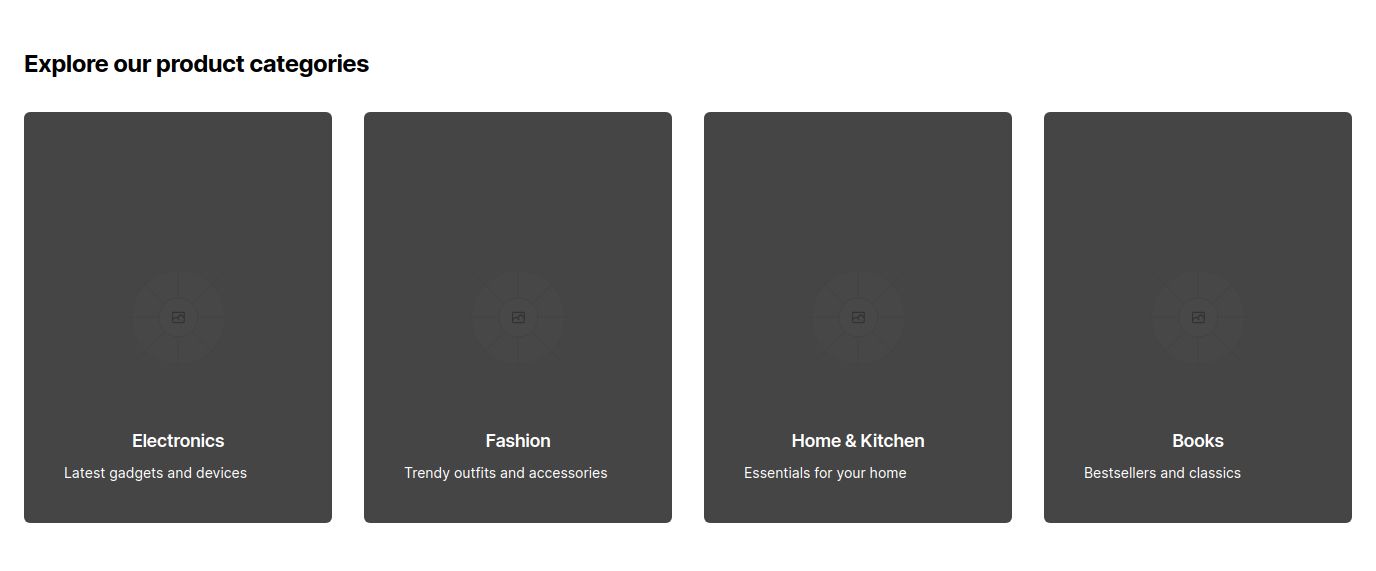 Explore our product categories
Electronics
Latest gadgets and devices
Fashion
Trendy outfits and accessories
Home & Kitchen
Essentials for your home
Books
Bestsellers and classics